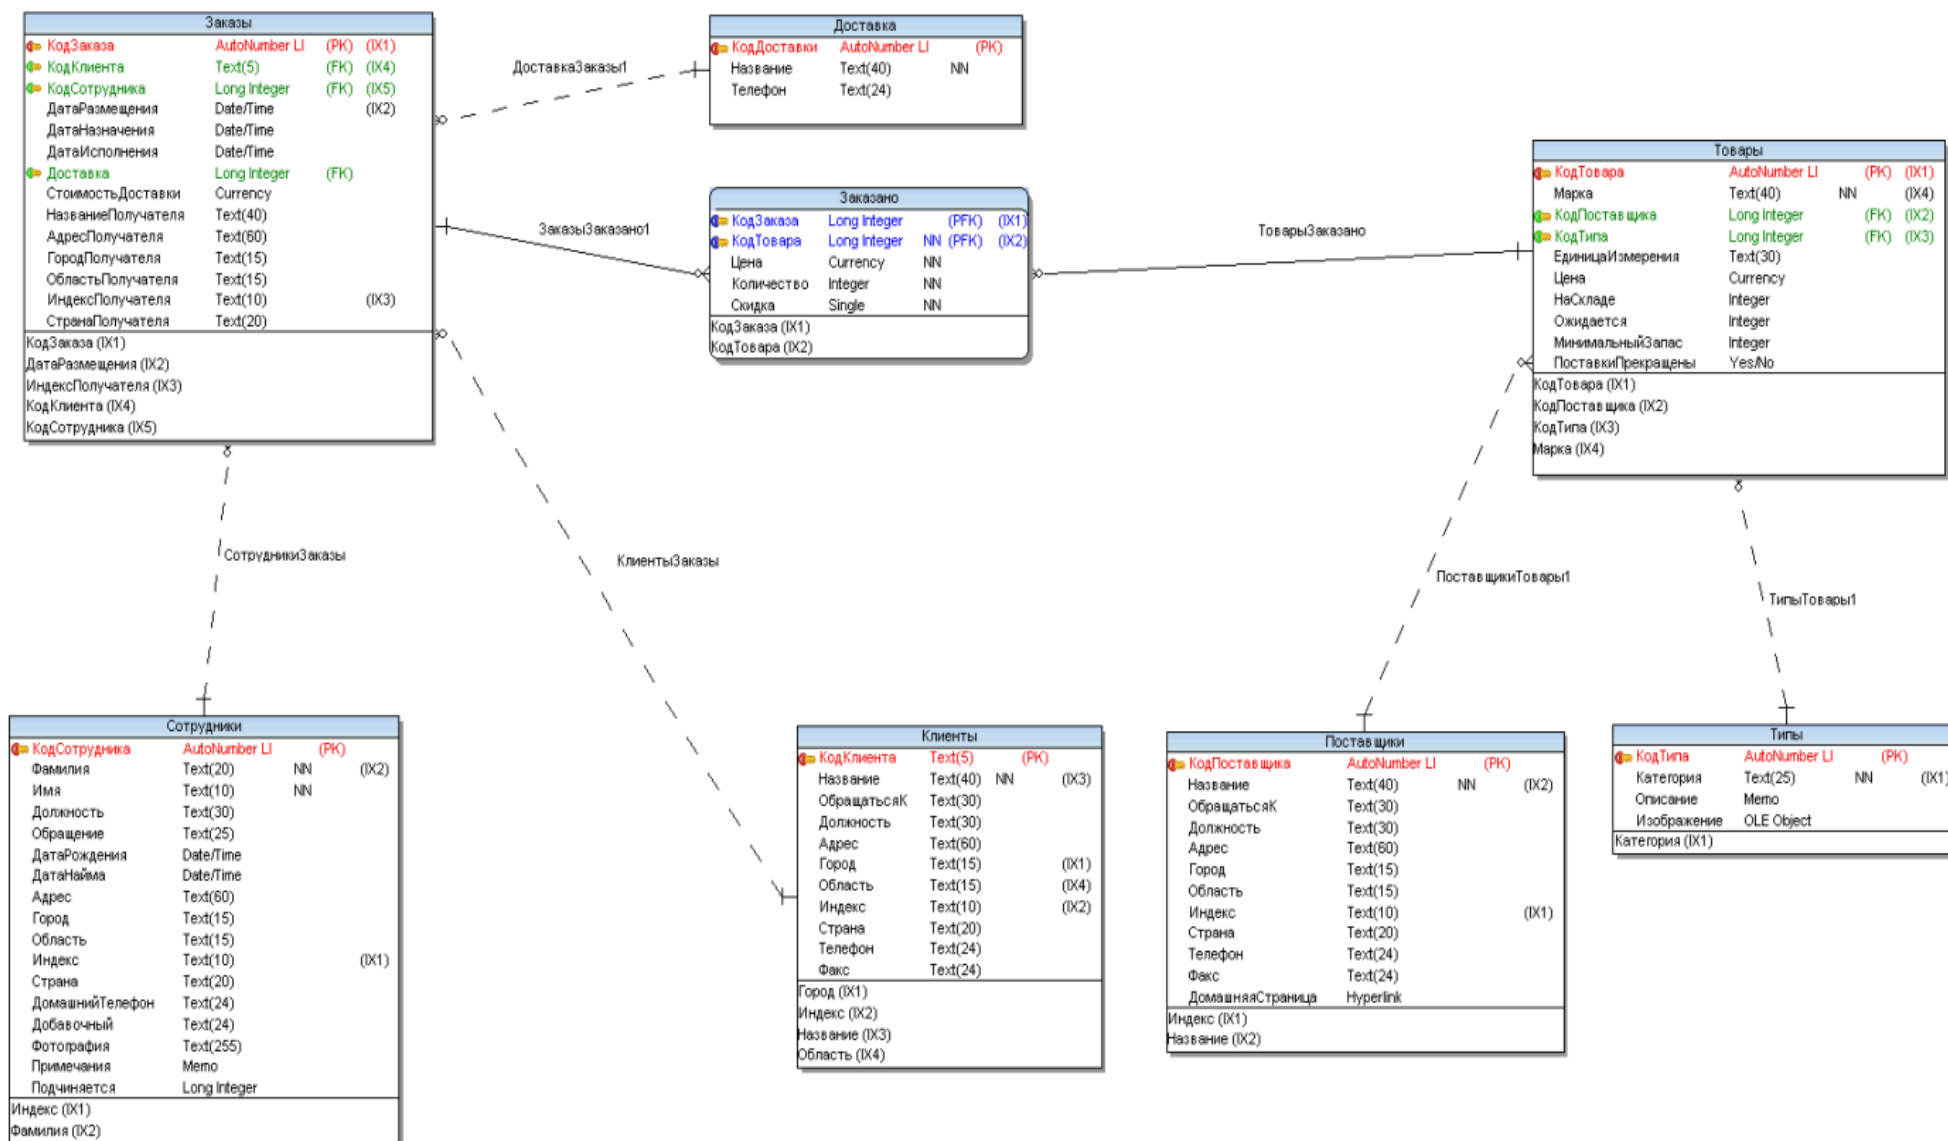 Заказы
КодЗаказа AutoNumber LI (PK) (IX1)
КодКлиента Text(5) (FK) (IX4)
КодСотрудника Long Integer (FK) (IX5)
ДатаРазмещения Date/Time (IX2)
ДатаНазначения Date/Time
ДатаИсполнения Date/Time
Доставка Long Integer (FK)
СтоимостьДоставки Currency
НазваниеПолучателя Text(40)
АдресПолучателя Text(60)
ГородПолучателя Text(15)
ОбластьПолучателя Text(15)
ИндексПолучателя Text(10) (IX3)
СтранаПолучателя Text(20)
КодЗаказа (IX1)
ДатаРазмещения (IX2)
ИндексПолучателя (IX3)
КодКлиента (IX4)
КодСотрудника (IX5)
ДоставкаЗаказы1
Доставка
КодДоставки AutoNumber LI (PK)
Название Text(40) NN
Телефон Text(24)
ЗаказыЗаказано1
Заказано
КодЗаказа Long Integer (PFK) (IX1)
КодТовара Long Integer NN (PFK) (IX2)
Цена Currency NN
Количество Integer NN
Скидка Single NN
КодЗаказа (IX1)
КодТовара (IX2)
ТоварыЗаказано
Товары
КодТовара AutoNumber LI (PK) (IX1)
Марка Text(40) NN (IX4)
КодПоставщика Long Integer (FK) (IX2)
КодТипа Long Integer (FK) (IX3)
ЕдиницаИзмерения Text(30)
Цена Currency
НаСкладе Integer
Ожидается Integer
МинимальныйЗапас Integer
ПоставкиПрекращены Yes/No
КодТовара (IX1)
КодПоставщика (IX2)
КодТипа (IX3)
Марка (IX4)
СотрудникиЗаказы
КлиентыЗаказы
ПоставщикиТовары1
ТипыТовары1
Сотрудники
КодСотрудника AutoNumber LI (PK)
Фамилия Text(20) NN (IX2)
Имя Text(10) NN
Должность Text(30)
Обращение Text(25)
ДатаРождения Date/Time
ДатаНайма Date/Time
Адрес Text(60)
Город Text(15)
Область Text(15)
Индекс Text(10) (IX1)
Страна Text(20)
ДомашнийТелефон Text(24)
Добавочный Text(24)
Фотография Text(255)
Примечания Memo
Подчиняется Long Integer
Индекс (IX1)
Фамилия (IX2)
Клиенты
КодКлиента Text(5) (PK)
Название Text(40) NN (IX3)
ОбращатьсяК Text(30)
Должность Text(30)
Адрес Text(60)
Город Text(15) (IX1)
Область Text(15) (IX4)
Индекс Text(10) (IX2)
Страна Text(20)
Телефон Text(24)
Факс Text(24)
Город (IX1)
Индекс (IX2)
Название (IX3)
Область (IX4)
Поставщики
КодПоставщика AutoNumber LI (PK)
Название Text(40) NN (IX2)
ОбращатьсяК Text(30)
Должность Text(30)
Адрес Text(60)
Город Text(15)
Область Text(15)
Индекс Text(10) (IX1)
Страна Text(20)
Телефон Text(24)
Факс Text(24)
ДомашняяСтраница Hyperlink
Индекс (IX1)
Название (IX2)
Типы
КодТипа AutoNumber LI (PK)
Категория Text(25) NN (IX1)
Описание Memo
Изображение OLE Object
Категория (IX1)